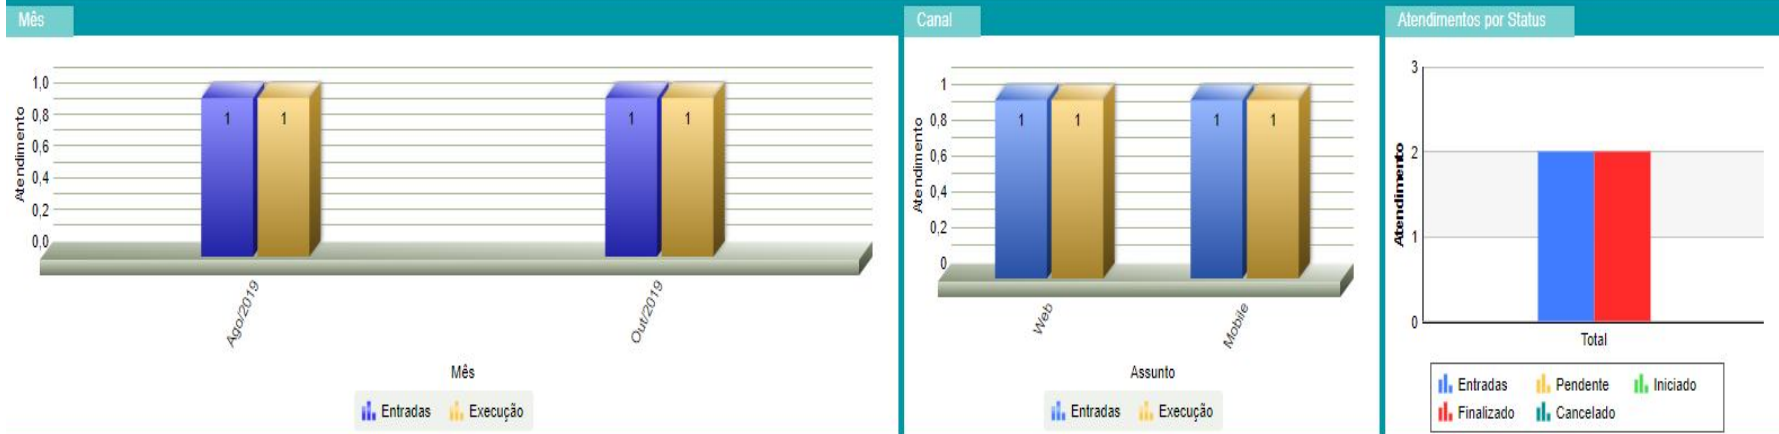 Mês
1,0
0,8
0,6
0,4
0,2
0,0
Atendimento
1 1
1 1
Ago/2019
Out/2019
Mês
Entradas Execução
Canal
1
0,8
0,6
0,4
0,2
0
Atendimento
1 1
1 1
Web
Mobile
Assunto
Entradas Execução
Atendimentos por Status
3
2
1
0
Atendimento
Total
Entradas Pendente Iniciado
Finalizado Cancelado